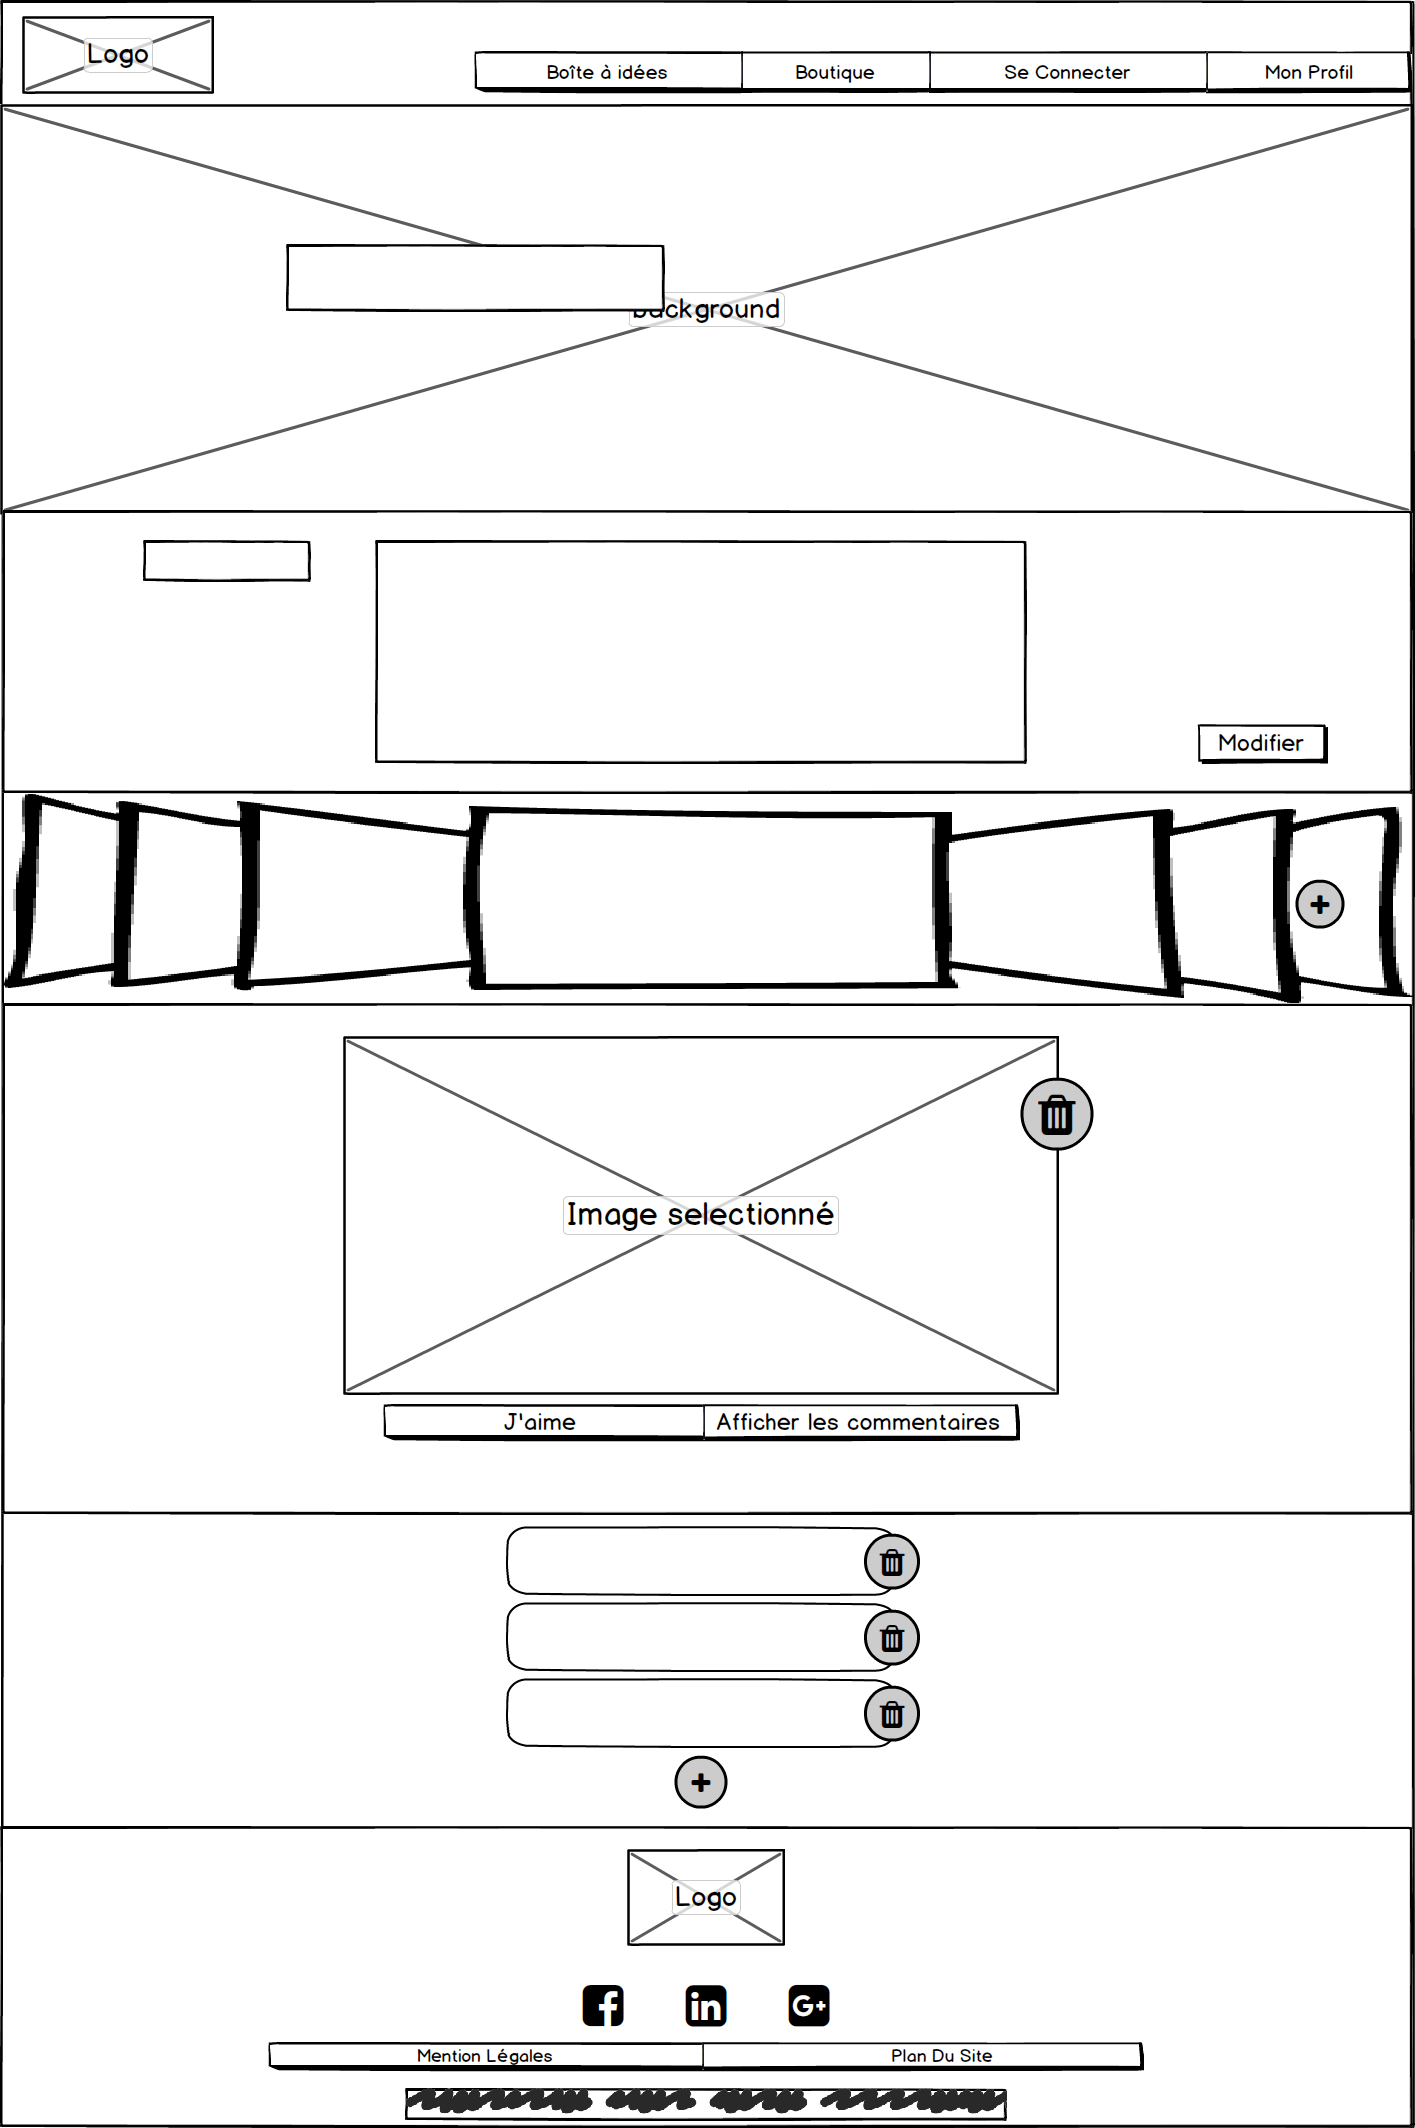 Logo
Boîte à idées Boutique Se Connecter Mon Profil
background
Modifier
Image selectionné
J'aime Afficher les commentaires
Logo
Mention Légales Plan Du Site